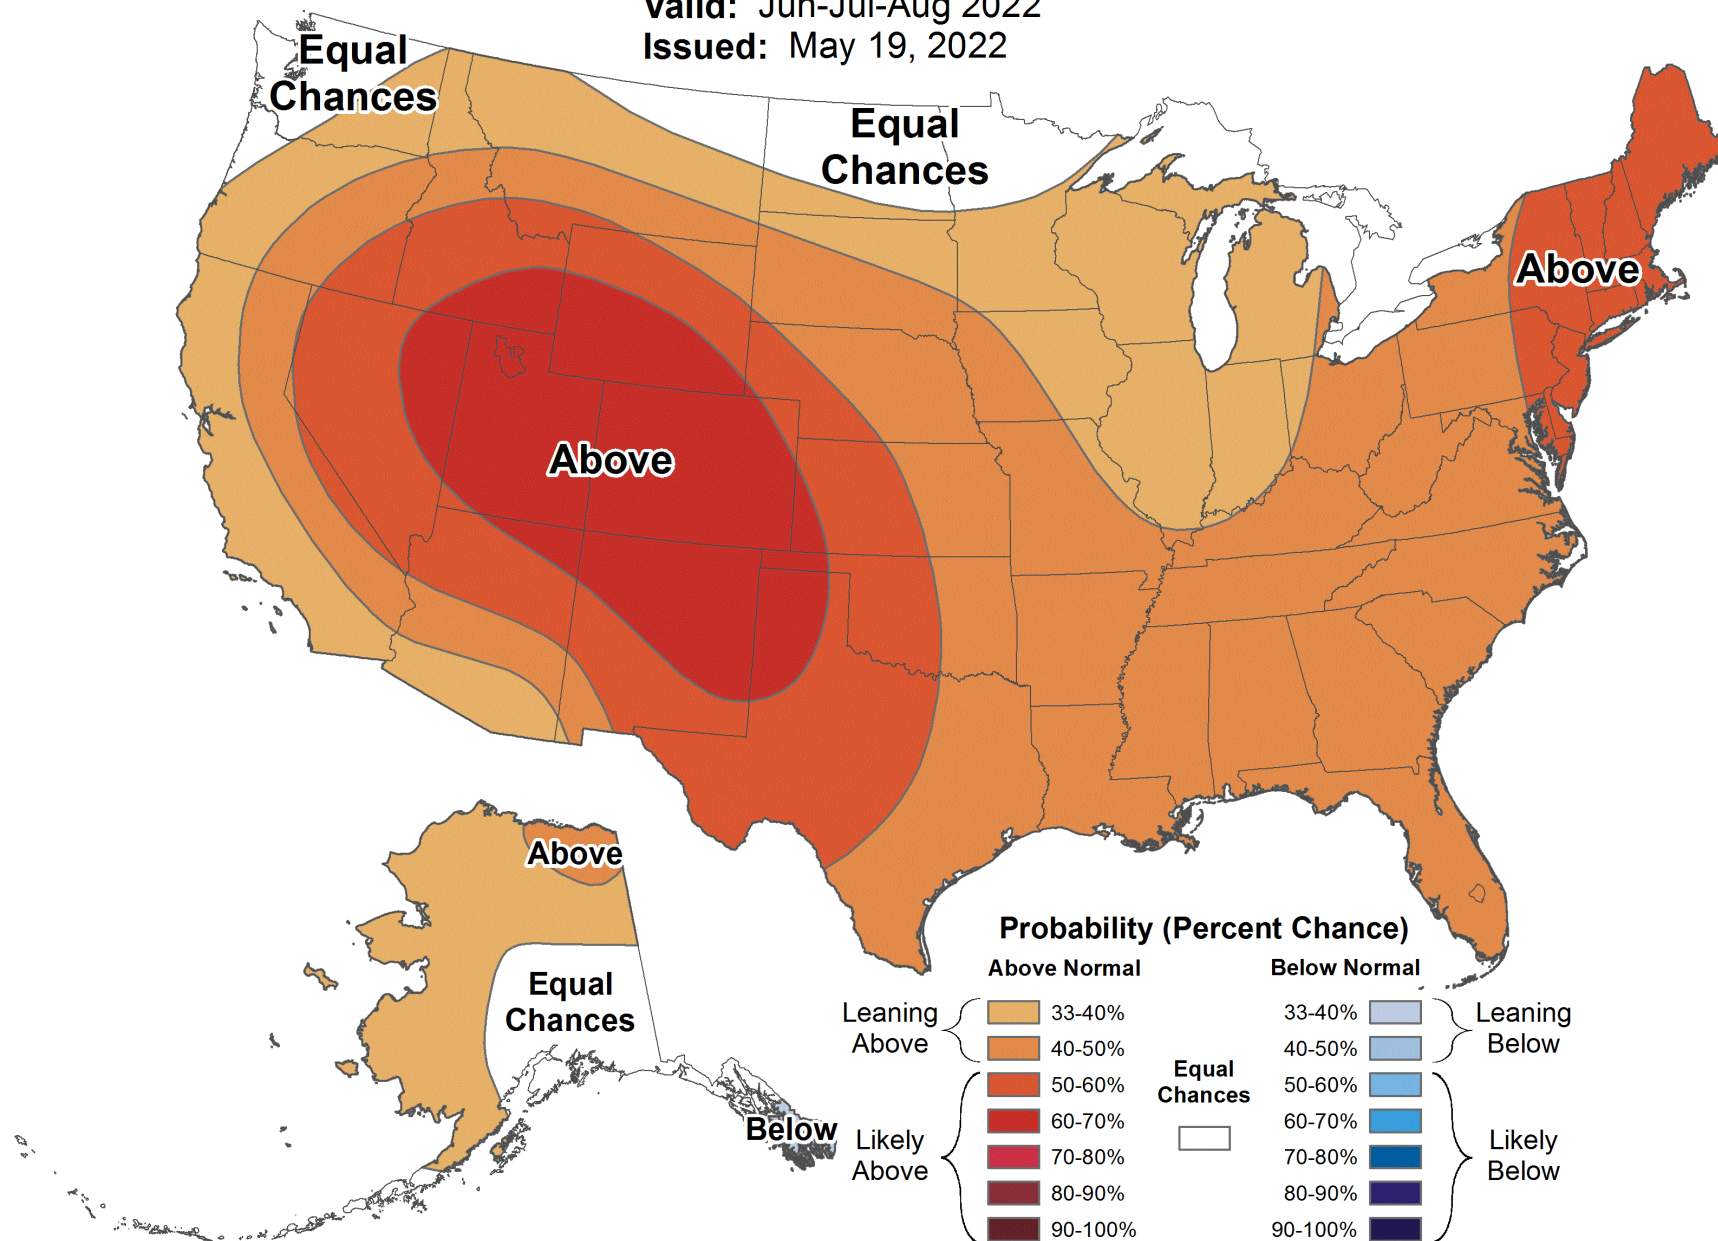 Valid: Jun-Jul-Aug 2022
Issued: May 19, 2022
Equal
Chances
Equal
Chances
Above
Above
Above
Equal
Chances
Below
Probability (Percent Chance)
Above Normal
Below Normal
Leaning
Above
33-40%
40-50%
Likely
Above
50-60%
60-70%
70-80%
80-90%
90-100%
Equal
Chances
33-40%
40-50%
Leaning
Below
50-60%
60-70%
70-80%
80-90%
90-100%
Likely
Below